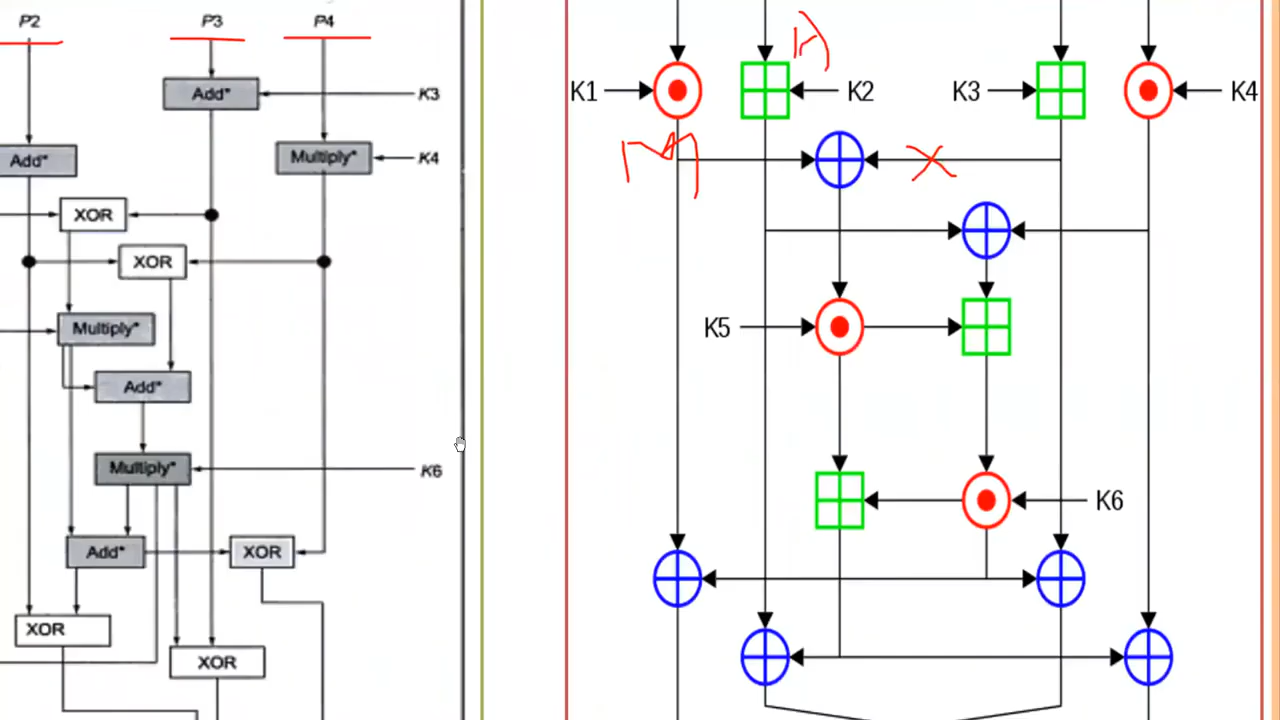 P2 P3 P4
Add* K3
Add* Multiply* K4
XOR
XOR
Multiply*
Add*
Multiply* K6
Add* XOR
XOR
XOR
A
K1 K2 K3 K4
M X
K5
K6